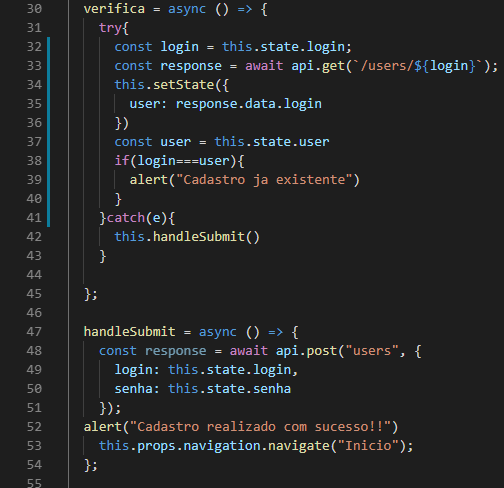 30 verifica = async () => {
31 try{
32 const login = this.state.login;
33 const response = await api.get(`/users/${login}`);
34 this.setState({
35 user: response.data.login
36 })
37 const user = this.state.user
38 if(login===user){
39 alert("Cadastro ja existente")
40 }
41 }catch(e){
42 this.handleSubmit()
43 }
44
45 };
46
47 handleSubmit = async () => {
48 const response = await api.post("users", {
49 login: this.state.login,
50 senha: this.state.senha
51 });
52 alert("Cadastro realizado com sucesso!!")
53 this.props.navigation.navigate("Inicio");
54 };
55